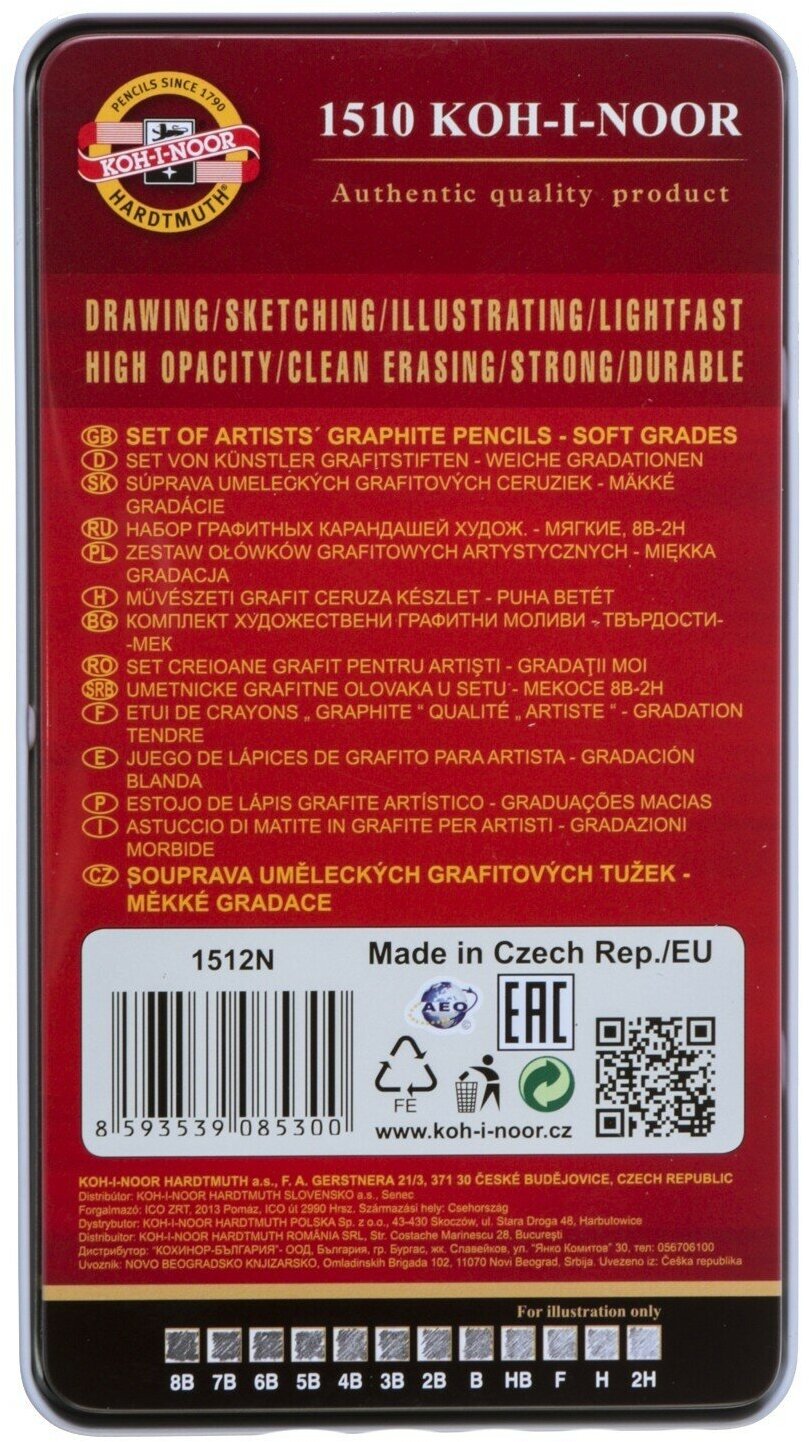 PENCILS SINCE 1790
KOH-I-NOOR
HARDTMUTH®
1510 KOH-I-NOOR
Authentic quality product
DRAWING/SKETCHING/ILLUSTRATING/LIGHTFAST
HIGH OPACITY/CLEAN ERASING/STRONG/DURABLE
GB SET OF ARTISTS´ GRAPHITE PENCILS - SOFT GRADES
D SET VON KÜNSTLER GRAFITSTIFTEN - WEICHE GRADATIONEN
SK SÚPRAVA UMELECKÝCH GRAFITOVÝCH CERUZIEK - MÄKKÉ
GRADÁCIE
RU НАБОР ГРАФИТНЫХ КАРАНДАШЕЙ ХУДОЖ. - МЯГКИЕ, 8B-2H
PL ZESTAW OŁÓWKÓW GRAFITOWYCH ARTYSTYCZNYCH - MIĘKKA
GRADACJA
H MŰVÉSZETI GRAFIT CERUZA KÉSZLET - PUHA BETÉT
BG КОМПЛЕКТ ХУДОЖЕСТВЕНИ ГРАФИТНИ МОЛИВИ - ТВЪРДОСТИ-
-МЕК
RO SET CREIOANE GRAFIT PENTRU ARTIŞTI - GRADAŢII MOI
SRB UMETNICKE GRAFITNE OLOVAKA U SETU - MEKOCE 8B-2H
F ETUI DE CRAYONS „ GRAPHITE “ QUALITÉ „ ARTISTE “ - GRADATION
TENDRE
E JUEGO DE LÁPICES DE GRAFITO PARA ARTISTA - GRADACIÓN
BLANDA
P ESTOJO DE LÁPIS GRAFITE ARTÍSTICO - GRADUAÇÕES MACIAS
I ASTUCCIO DI MATITE IN GRAFITE PER ARTISTI - GRADAZIONI
MORBIDE
CZ SOUPRAVA UMĚLECKÝCH GRAFITOVÝCH TUŽEK -
MĚKKÉ GRADACE
1512N
Made in Czech Rep./EU
AEO
EAC
FE
8 593539 085300
www.koh-i-noor.cz
KOH-I-NOOR HARDTMUTH a.s., F. A. GERSTNERA 21/3, 371 30 ČESKÉ BUDĚJOVICE, CZECH REPUBLIC
Distribútor: KOH-I-NOOR HARDTMUTH SLOVENSKO a.s., Senec
Forgalmazó: ICO ZRT, 2013 Pomáz, ICO út 2990 Hrsz. Származási hely: Csehország
Dystrybutor: KOH-I-NOOR HARDTMUTH POLSKA Sp. z o.o., 43-430 Skoczów, ul. Stara Droga 48, Harbutowice
Distribuitor: KOH-I-NOOR HARDTMUTH ROMÂNIA SRL, Str. Costache Marinescu 28, Bucureşti
Дистрибутор: "КОХИНОР-БЪЛГАРИЯ"- ООД, България, гр. Бургас, жк. Славейков, ул. "Янко Комитов" 30, тел: 056706100
Uvoznik: NOVO BEOGRADSKO KNJIZARSKO, Omladinskih Brigada 102, 11070 Novi Beograd, Srbija. Uvezeno iz: Češka republika
For illustration only
8B 7B 6B 5B 4B 3B 2B B HB F H 2H